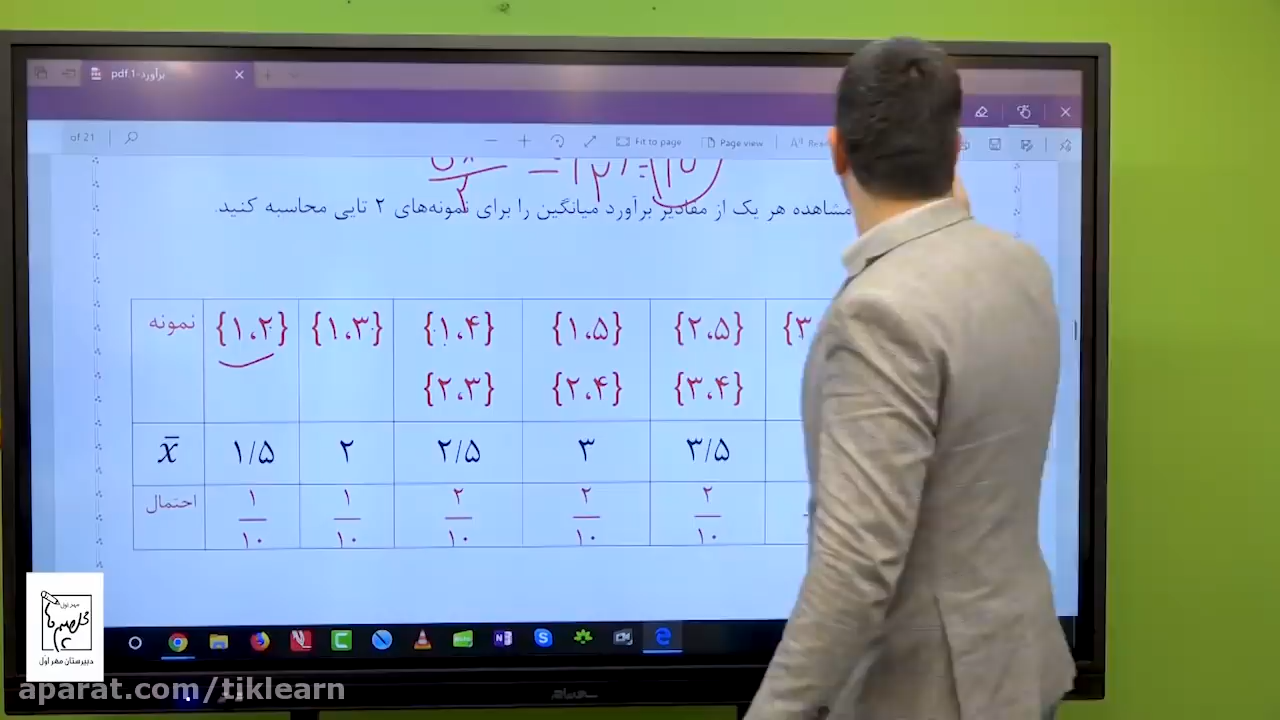 برآورد-1.pdf
of 21
Fit to page
Page view
مشاهده هر یک از مقادیر برآورد میانگین را برای نمونه‌های ۲ تایی محاسبه کنید.
نمونه {۱،۲} {۱،۳} {۱،۴} {۱،۵} {۲،۵} {۳
{۲،۳} {۲،۴} {۳،۴}
x̄ ۱/۵ ۲ ۲/۵ ۳ ۳/۵
احتمال ۱/۱۰ ۱/۱۰ ۲/۱۰ ۲/۱۰ ۲/۱۰
مهر اول
دبیرستان مهر اول
aparat.com/tiklearn